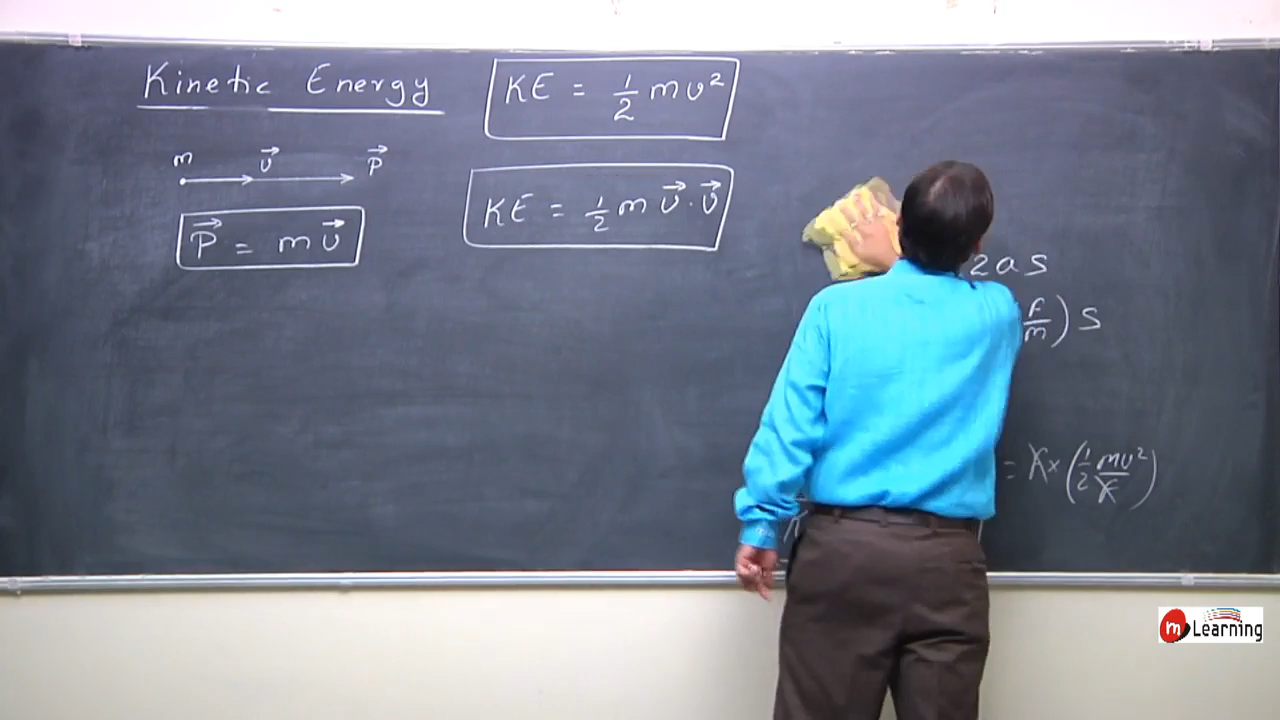 Kinetic Energy
KE = 1/2 mv²
m v⃗ P⃗
P⃗ = m v⃗
KE = 1/2 m v⃗ · v⃗
2as
F/m ) S
= F × ( 1/2 mv²/F )
m Learning